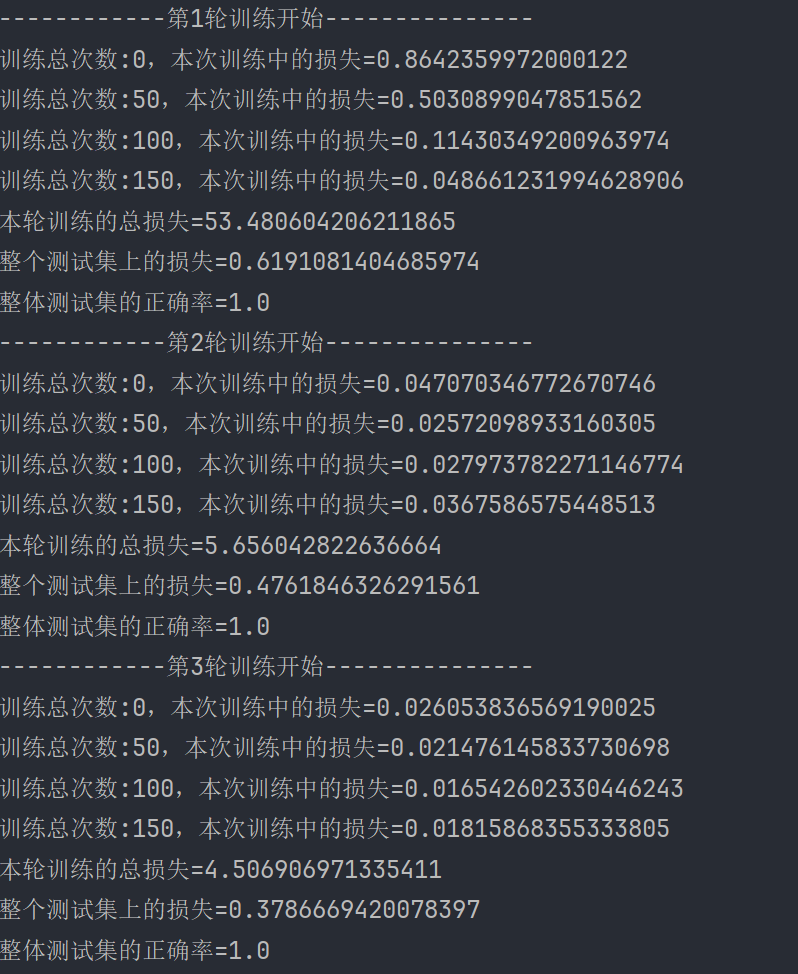 ------------第1轮训练开始---------------
训练总次数:0，本次训练中的损失=0.8642359972000122
训练总次数:50，本次训练中的损失=0.5030899047851562
训练总次数:100，本次训练中的损失=0.11430349200963974
训练总次数:150，本次训练中的损失=0.048661231994628906
本轮训练的总损失=53.480604206211865
整个测试集上的损失=0.6191081404685974
整体测试集的正确率=1.0
------------第2轮训练开始---------------
训练总次数:0，本次训练中的损失=0.047070346772670746
训练总次数:50，本次训练中的损失=0.02572098933160305
训练总次数:100，本次训练中的损失=0.027973782271146774
训练总次数:150，本次训练中的损失=0.0367586575448513
本轮训练的总损失=5.656042822636664
整个测试集上的损失=0.4761846326291561
整体测试集的正确率=1.0
------------第3轮训练开始---------------
训练总次数:0，本次训练中的损失=0.026053836569190025
训练总次数:50，本次训练中的损失=0.021476145833730698
训练总次数:100，本次训练中的损失=0.016542602330446243
训练总次数:150，本次训练中的损失=0.01815868355333805
本轮训练的总损失=4.506906971335411
整个测试集上的损失=0.3786669420078397
整体测试集的正确率=1.0